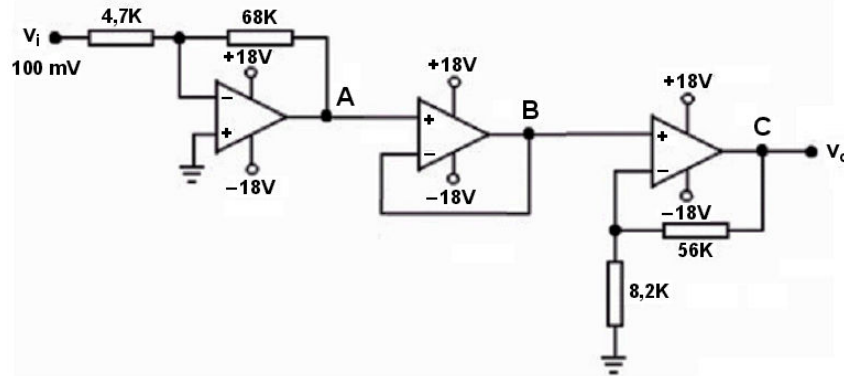 4,7K
68K
Vi
100 mV
+18V
–
+
–18V
A
+18V
+
–
–18V
B
+18V
+
–
–18V
C
56K
8,2K